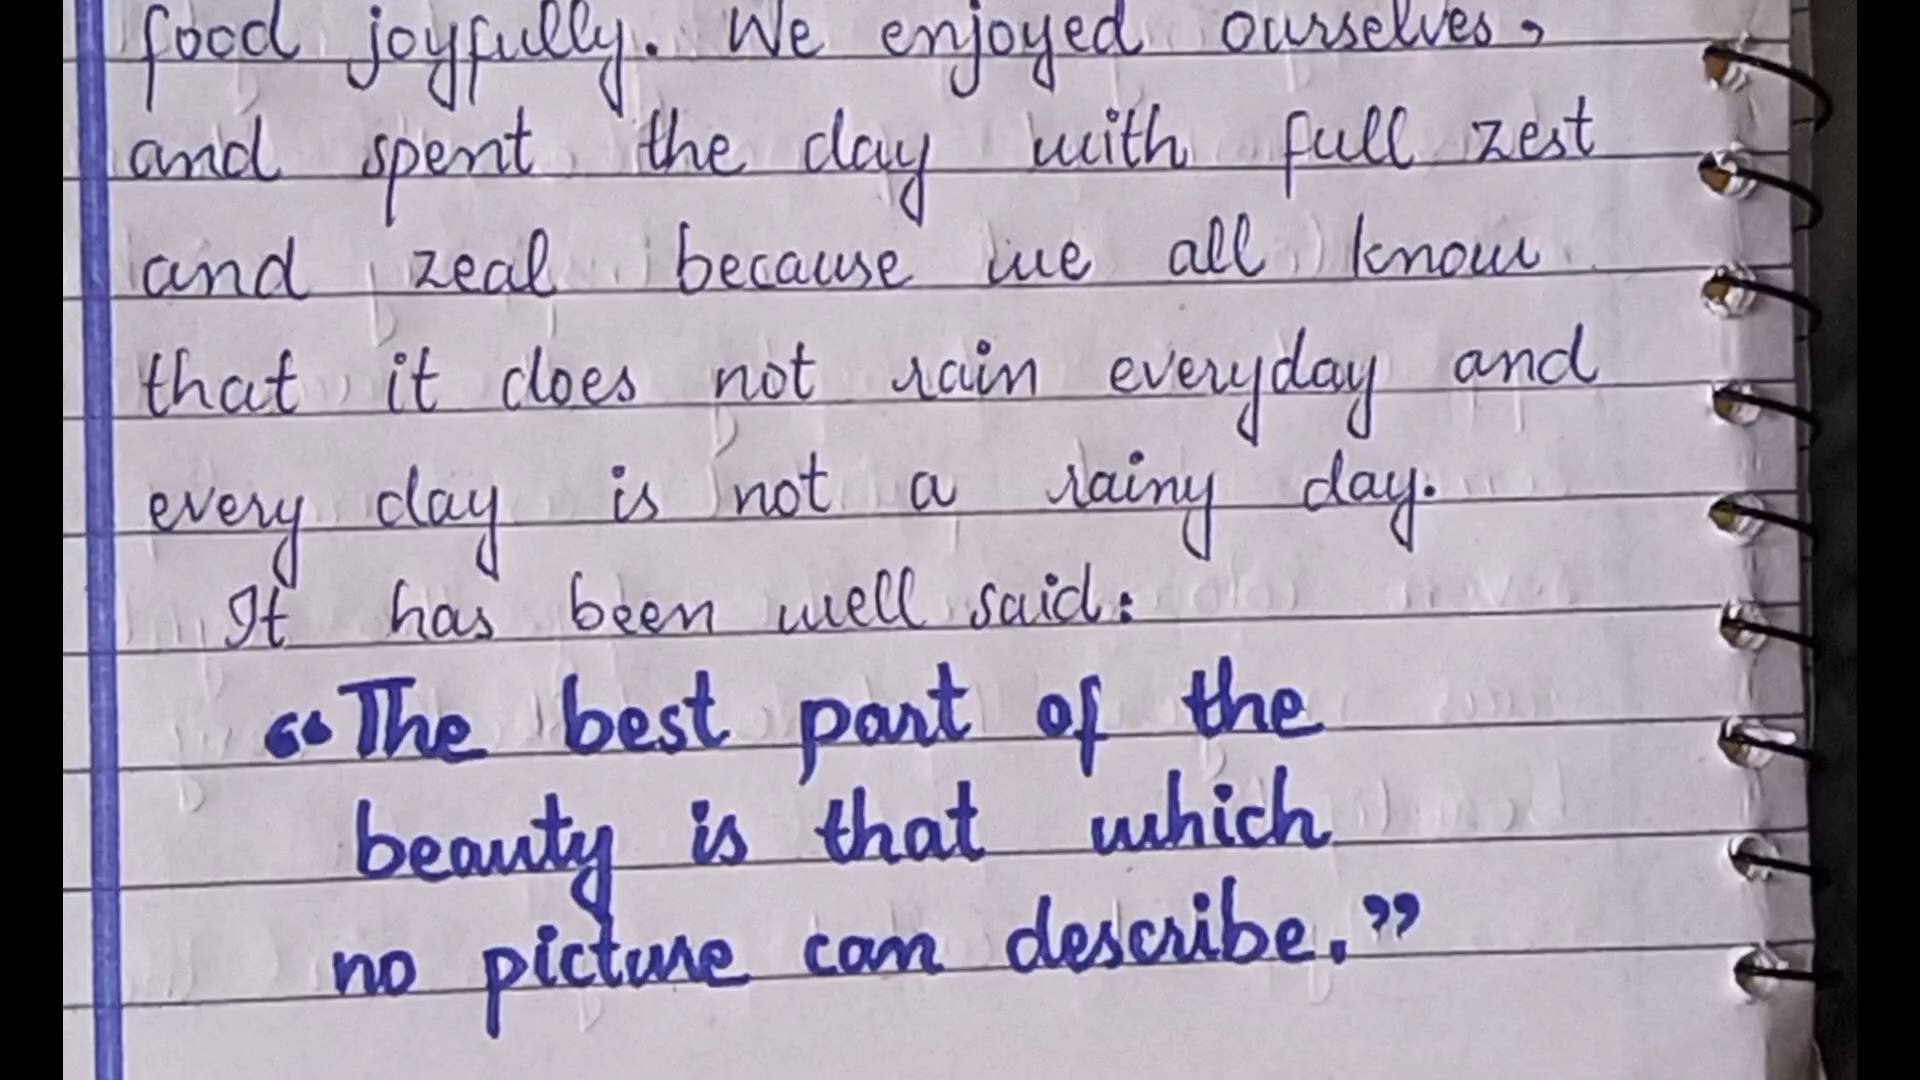 food joyfully. We enjoyed ourselves,
and spent the day with full zest
and zeal because we all know
that it does not rain everyday and
every day is not a rainy day.
It has been well said:
“The best part of the
beauty is that which
no picture can describe.”